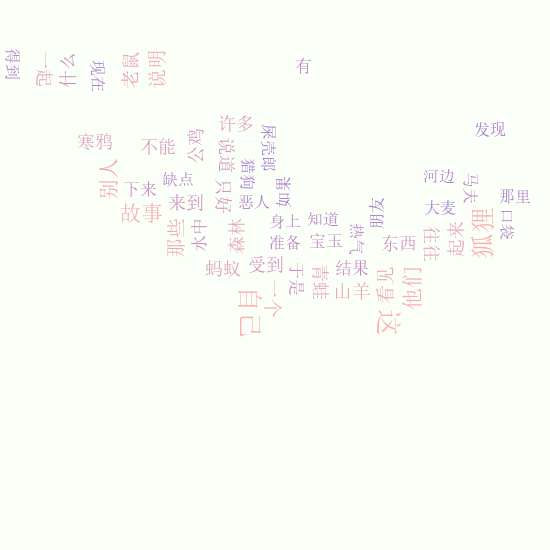 得到
一起
什么
现在
老鼠
说明
有
发现
许多
寒鸦
不能
公鸡
说道
屎壳郎
猎狗
别人
下来
缺点
只好
恶人
如果
河边
马夫
那里
来到
故事
大麦
口袋
狐狸
朋友
身上
知道
那些
水中
森林
准备
宝玉
热气
东西
往往
起来
蚂蚁
受到
于是
青蛙
结果
山羊
看见
他们
自己
一个
这